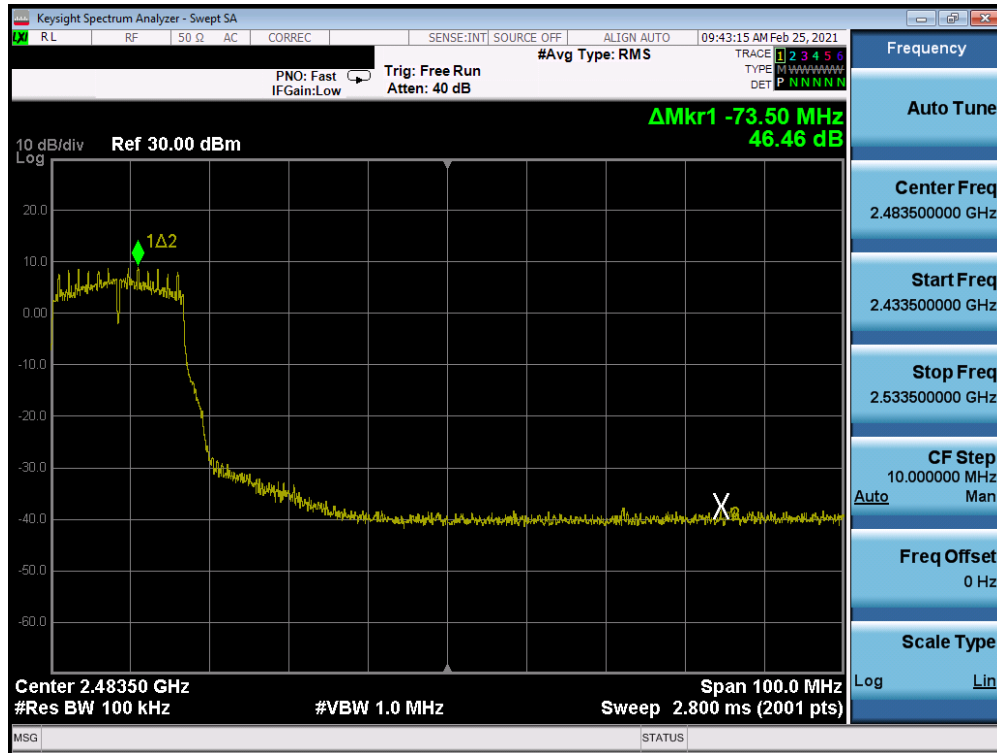 Keysight Spectrum Analyzer - Swept SA
LXI RL RF 50 Ω AC CORREC SENSE:INT SOURCE OFF ALIGN AUTO 09:43:15 AM Feb 25, 2021
#Avg Type: RMS
TRACE 1 2 3 4 5 6
PNO: Fast Trig: Free Run TYPE M W W W W W
IFGain:Low Atten: 40 dB DET P N N N N N
ΔMkr1 -73.50 MHz
46.46 dB
10 dB/div Ref 30.00 dBm
Log
20.0
1Δ2
10.0
0.00
-10.0
-20.0
-30.0
-40.0
X2
-50.0
-60.0
Center 2.48350 GHz Span 100.0 MHz
#Res BW 100 kHz #VBW 1.0 MHz Sweep 2.800 ms (2001 pts)
MSG STATUS
Frequency
Auto Tune
Center Freq
2.483500000 GHz
Start Freq
2.433500000 GHz
Stop Freq
2.533500000 GHz
CF Step
10.000000 MHz
Auto Man
Freq Offset
0 Hz
Scale Type
Log Lin